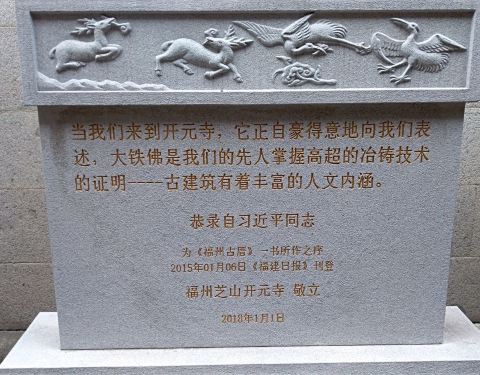 当我们来到开元寺，它正自豪得意地向我们表
述，大铁佛是我们的先人掌握高超的冶铸技术
的证明----古建筑有着丰富的人文内涵。
恭录自习近平同志
为《福州古厝》一书所作之序
2015年01月06日《福建日报》刊登
福州芝山开元寺 敬立
2018年1月1日